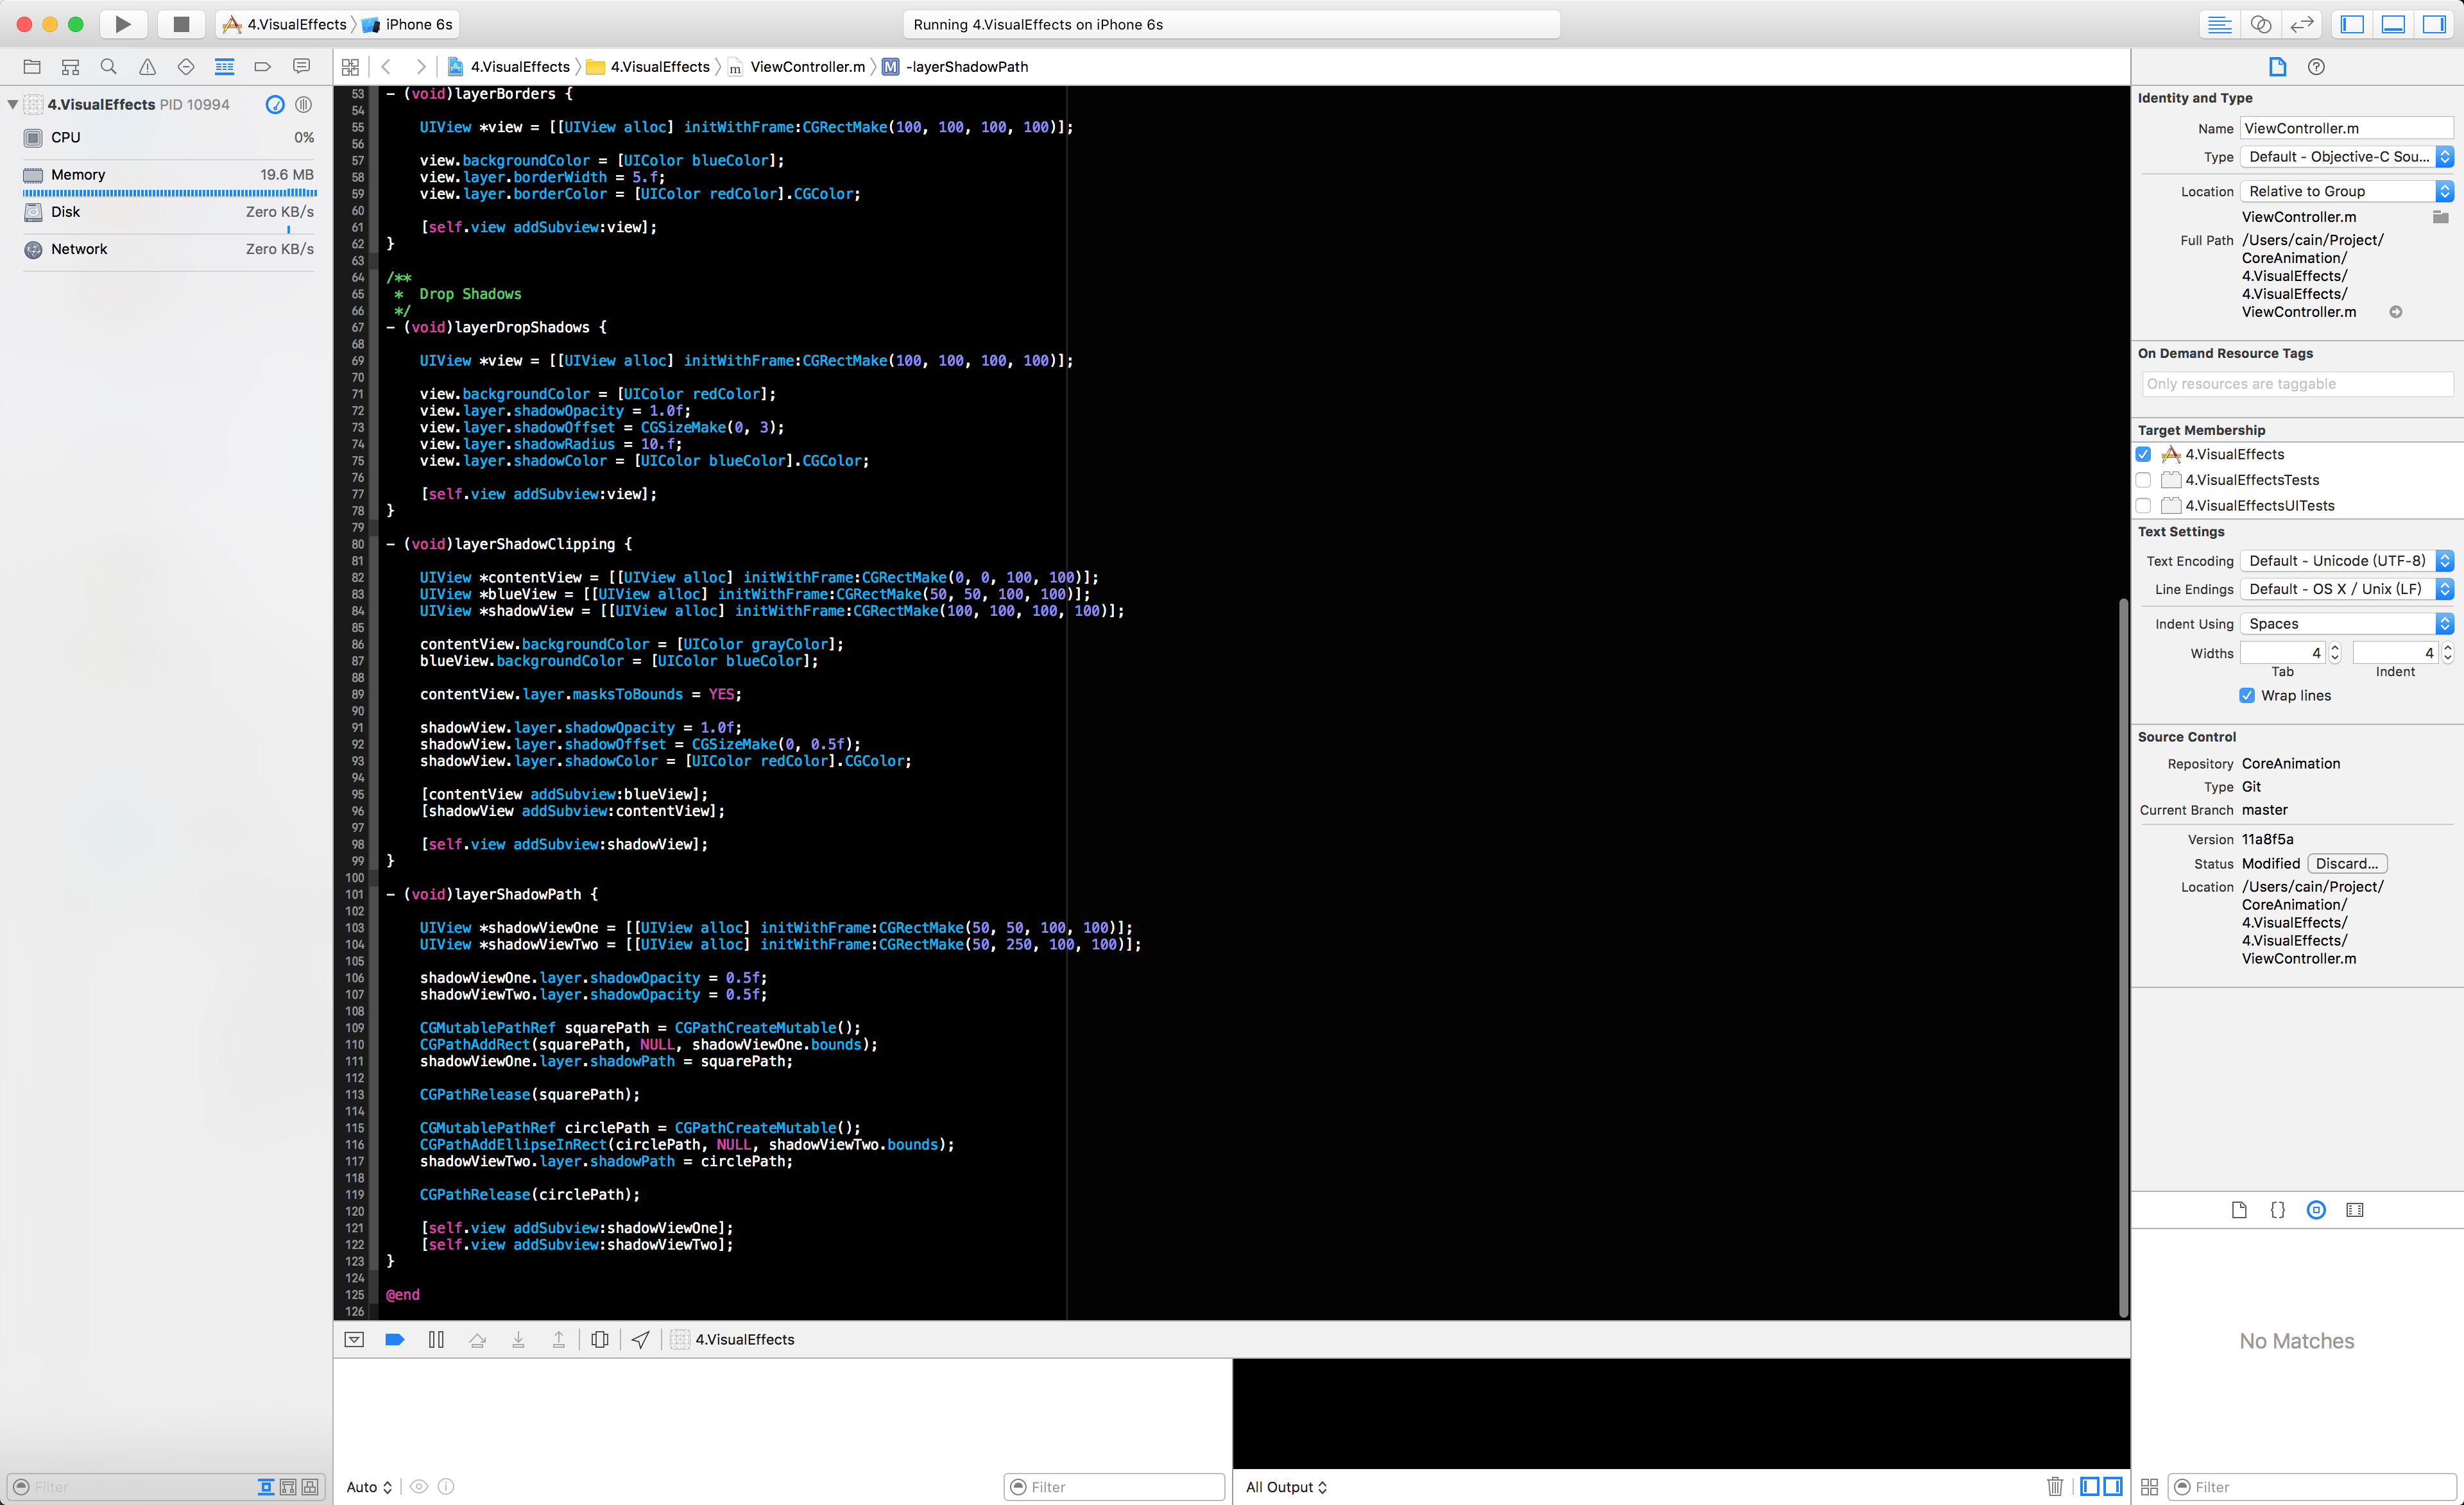 4.VisualEffects
iPhone 6s
Running 4.VisualEffects on iPhone 6s
4.VisualEffects
4.VisualEffects
ViewController.m
M -layerShadowPath
4.VisualEffects PID 10994
CPU 0%
Memory 19.6 MB
Disk Zero KB/s
Network Zero KB/s
53 - (void)layerBorders {
54
55 UIView *view = [[UIView alloc] initWithFrame:CGRectMake(100, 100, 100, 100)];
56
57 view.backgroundColor = [UIColor blueColor];
58 view.layer.borderWidth = 5.f;
59 view.layer.borderColor = [UIColor redColor].CGColor;
60
61 [self.view addSubview:view];
62 }
63
64 /**
65 * Drop Shadows
66 */
67 - (void)layerDropShadows {
68
69 UIView *view = [[UIView alloc] initWithFrame:CGRectMake(100, 100, 100, 100)];
70
71 view.backgroundColor = [UIColor redColor];
72 view.layer.shadowOpacity = 1.0f;
73 view.layer.shadowOffset = CGSizeMake(0, 3);
74 view.layer.shadowRadius = 10.f;
75 view.layer.shadowColor = [UIColor blueColor].CGColor;
76
77 [self.view addSubview:view];
78 }
79
80 - (void)layerShadowClipping {
81
82 UIView *contentView = [[UIView alloc] initWithFrame:CGRectMake(0, 0, 100, 100)];
83 UIView *blueView = [[UIView alloc] initWithFrame:CGRectMake(50, 50, 100, 100)];
84 UIView *shadowView = [[UIView alloc] initWithFrame:CGRectMake(100, 100, 100, 100)];
85
86 contentView.backgroundColor = [UIColor grayColor];
87 blueView.backgroundColor = [UIColor blueColor];
88
89 contentView.layer.masksToBounds = YES;
90
91 shadowView.layer.shadowOpacity = 1.0f;
92 shadowView.layer.shadowOffset = CGSizeMake(0, 0.5f);
93 shadowView.layer.shadowColor = [UIColor redColor].CGColor;
94
95 [contentView addSubview:blueView];
96 [shadowView addSubview:contentView];
97
98 [self.view addSubview:shadowView];
99 }
100
101 - (void)layerShadowPath {
102
103 UIView *shadowViewOne = [[UIView alloc] initWithFrame:CGRectMake(50, 50, 100, 100)];
104 UIView *shadowViewTwo = [[UIView alloc] initWithFrame:CGRectMake(50, 250, 100, 100)];
105
106 shadowViewOne.layer.shadowOpacity = 0.5f;
107 shadowViewTwo.layer.shadowOpacity = 0.5f;
108
109 CGMutablePathRef squarePath = CGPathCreateMutable();
110 CGPathAddRect(squarePath, NULL, shadowViewOne.bounds);
111 shadowViewOne.layer.shadowPath = squarePath;
112
113 CGPathRelease(squarePath);
114
115 CGMutablePathRef circlePath = CGPathCreateMutable();
116 CGPathAddEllipseInRect(circlePath, NULL, shadowViewTwo.bounds);
117 shadowViewTwo.layer.shadowPath = circlePath;
118
119 CGPathRelease(circlePath);
120
121 [self.view addSubview:shadowViewOne];
122 [self.view addSubview:shadowViewTwo];
123 }
124
125 @end
126
4.VisualEffects
Filter
Auto
Filter
All Output
Identity and Type
Name ViewController.m
Type Default - Objective-C Sou...
Location Relative to Group
ViewController.m
Full Path /Users/cain/Project/
CoreAnimation/
4.VisualEffects/
4.VisualEffects/
ViewController.m
On Demand Resource Tags
Only resources are taggable
Target Membership
4.VisualEffects
4.VisualEffectsTests
4.VisualEffectsUITests
Text Settings
Text Encoding Default - Unicode (UTF-8)
Line Endings Default - OS X / Unix (LF)
Indent Using Spaces
Widths 4 4
Tab Indent
Wrap lines
Source Control
Repository CoreAnimation
Type Git
Current Branch master
Version 11a8f5a
Status Modified Discard...
Location /Users/cain/Project/
CoreAnimation/
4.VisualEffects/
4.VisualEffects/
ViewController.m
No Matches
Filter